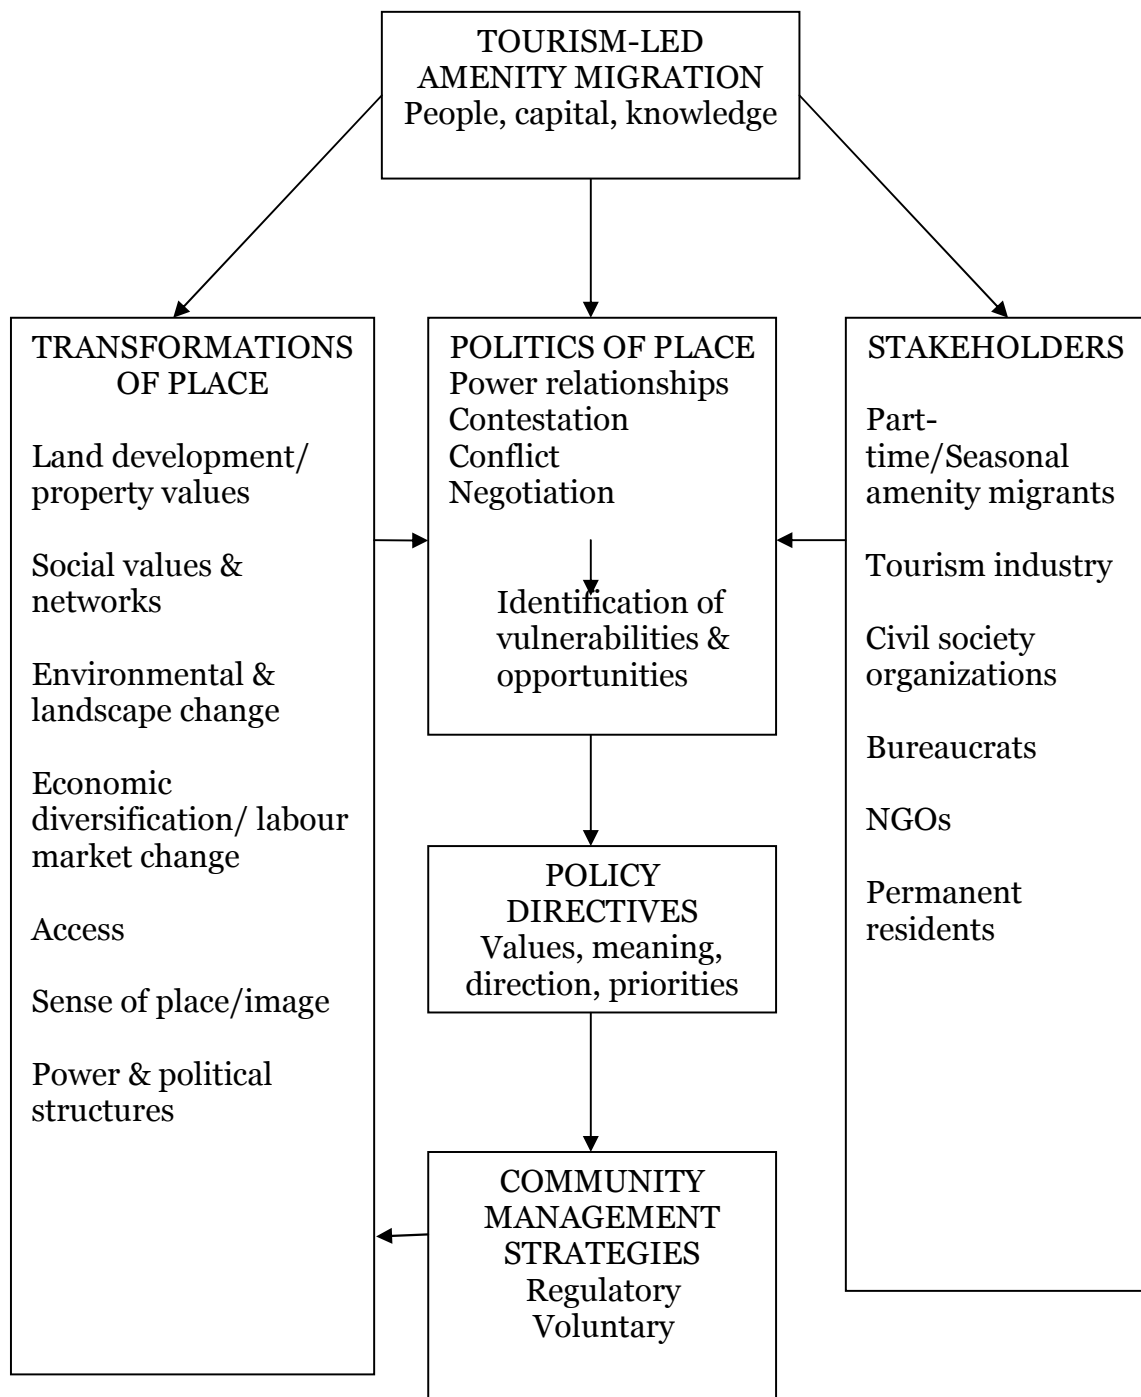 TOURISM-LED
AMENITY MIGRATION
People, capital, knowledge
TRANSFORMATIONS
OF PLACE
Land development/
property values
Social values &
networks
Environmental &
landscape change
Economic
diversification/ labour
market change
Access
Sense of place/image
Power & political
structures
POLITICS OF PLACE
Power relationships
Contestation
Conflict
Negotiation
Identification of
vulnerabilities &
opportunities
STAKEHOLDERS
Part-
time/Seasonal
amenity migrants
Tourism industry
Civil society
organizations
Bureaucrats
NGOs
Permanent
residents
POLICY
DIRECTIVES
Values, meaning,
direction, priorities
COMMUNITY
MANAGEMENT
STRATEGIES
Regulatory
Voluntary